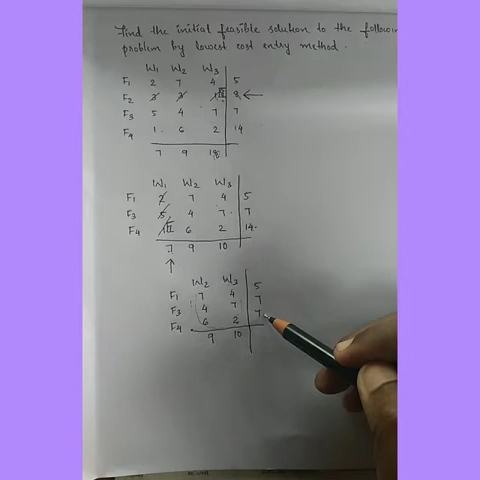 Find the initial feasible solution to the followin
problem by lowest cost entry method.
W1 W2 W3
F1 2 7 4 5
F2 3 3 1 8 8 ←
F3 5 4 7 7
F4 1 6 2 14
7 9 18
W1 W2 W3
F1 2 7 4 5
F3 5 4 7 7
F4 1 7 6 2 14
7 9 10
↑
W2 W3
F1 7 4 5
F3 4 7 7
F4 6 2 7
9 10